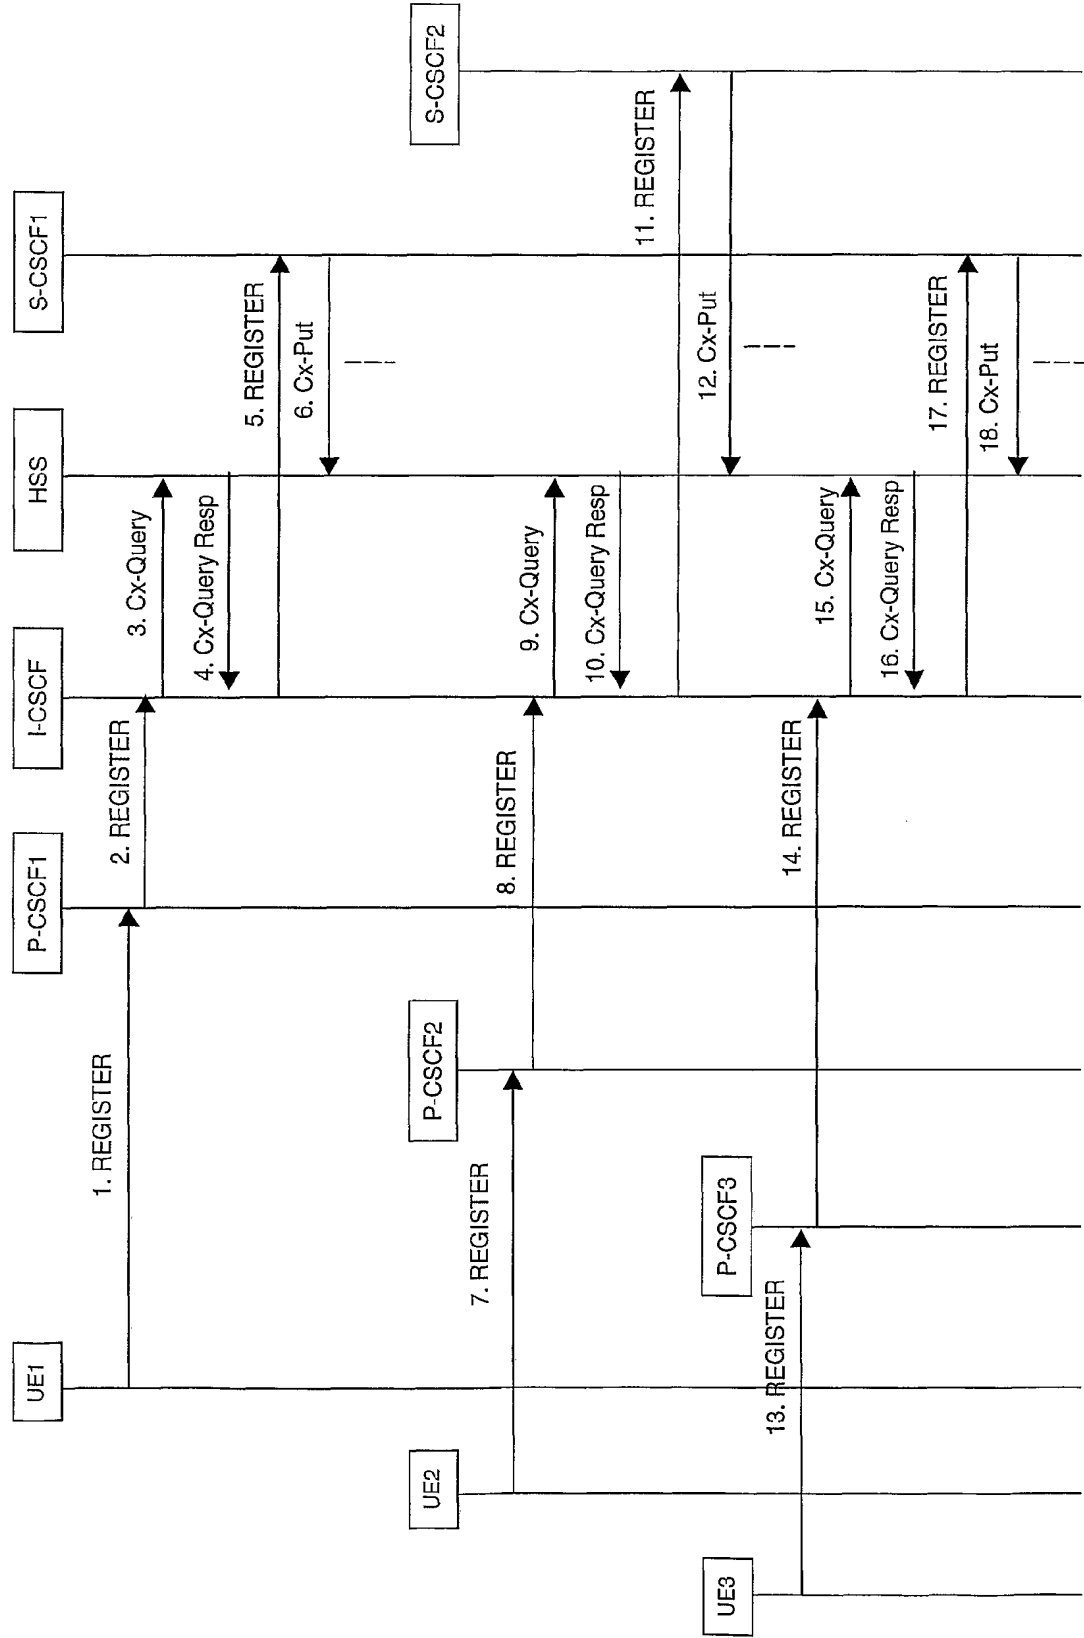 UE3
UE2
UE1
P-CSCF3
P-CSCF2
P-CSCF1
I-CSCF
HSS
S-CSCF1
S-CSCF2
1. REGISTER
2. REGISTER
3. Cx-Query
4. Cx-Query Resp
5. REGISTER
6. Cx-Put
7. REGISTER
8. REGISTER
9. Cx-Query
10. Cx-Query Resp
11. REGISTER
12. Cx-Put
13. REGISTER
14. REGISTER
15. Cx-Query
16. Cx-Query Resp
17. REGISTER
18. Cx-Put